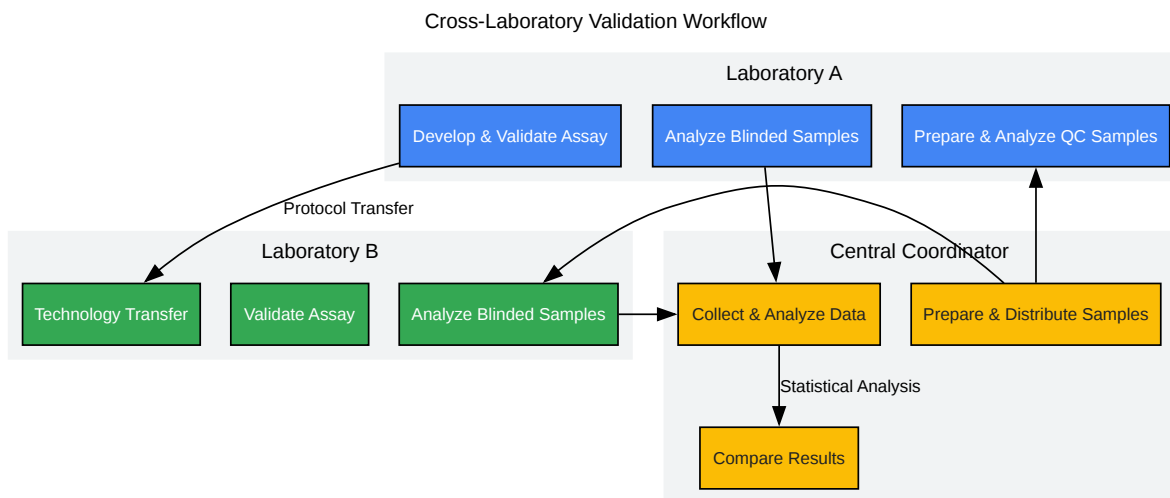 Cross-Laboratory Validation Workflow
Laboratory A
Develop & Validate Assay
Analyze Blinded Samples
Prepare & Analyze QC Samples
Protocol Transfer
Laboratory B
Central Coordinator
Technology Transfer
Validate Assay
Analyze Blinded Samples
Collect & Analyze Data
Prepare & Distribute Samples
Statistical Analysis
Compare Results